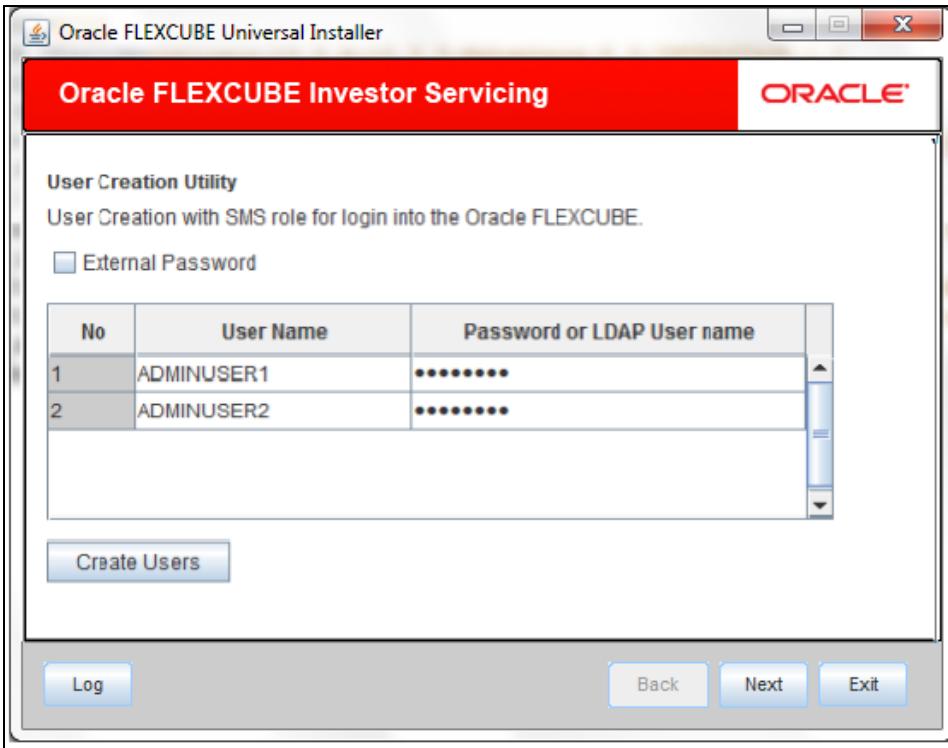 Oracle FLEXCUBE Universal Installer
Oracle FLEXCUBE Investor Servicing ORACLE
User Creation Utility
User Creation with SMS role for login into the Oracle FLEXCUBE.
External Password
No User Name Password or LDAP User name
1 ADMINUSER1 ••••••••
2 ADMINUSER2 ••••••••
Create Users
Log Back Next Exit